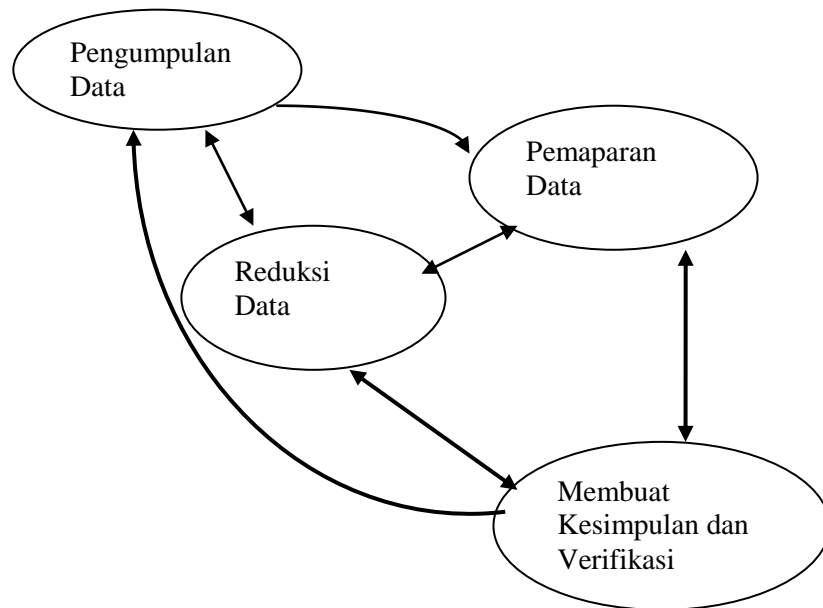 Pengumpulan
Data
Pemaparan
Data
Reduksi
Data
Membuat
Kesimpulan dan
Verifikasi